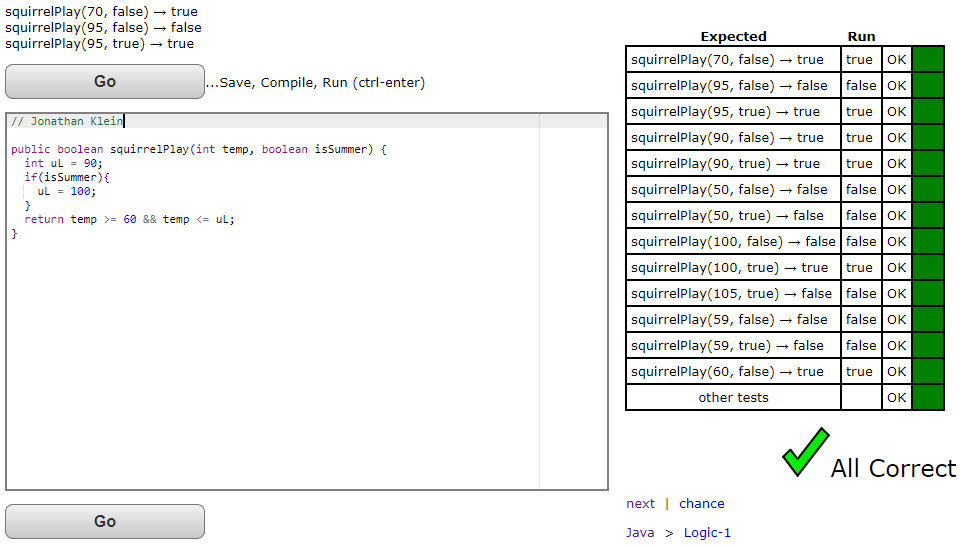 squirrelPlay(70, false) → true
squirrelPlay(95, false) → false
squirrelPlay(95, true) → true
Go
...Save, Compile, Run (ctrl-enter)
// Jonathan Klein
public boolean squirrelPlay(int temp, boolean isSummer) {
int uL = 90;
if(isSummer){
uL = 100;
}
return temp >= 60 && temp <= uL;
}
Go
Expected Run
squirrelPlay(70, false) → true true OK
squirrelPlay(95, false) → false false OK
squirrelPlay(95, true) → true true OK
squirrelPlay(90, false) → true true OK
squirrelPlay(90, true) → true true OK
squirrelPlay(50, false) → false false OK
squirrelPlay(50, true) → false false OK
squirrelPlay(100, false) → false false OK
squirrelPlay(100, true) → true true OK
squirrelPlay(105, true) → false false OK
squirrelPlay(59, false) → false false OK
squirrelPlay(59, true) → false false OK
squirrelPlay(60, false) → true true OK
other tests OK
All Correct
next | chance
Java > Logic-1